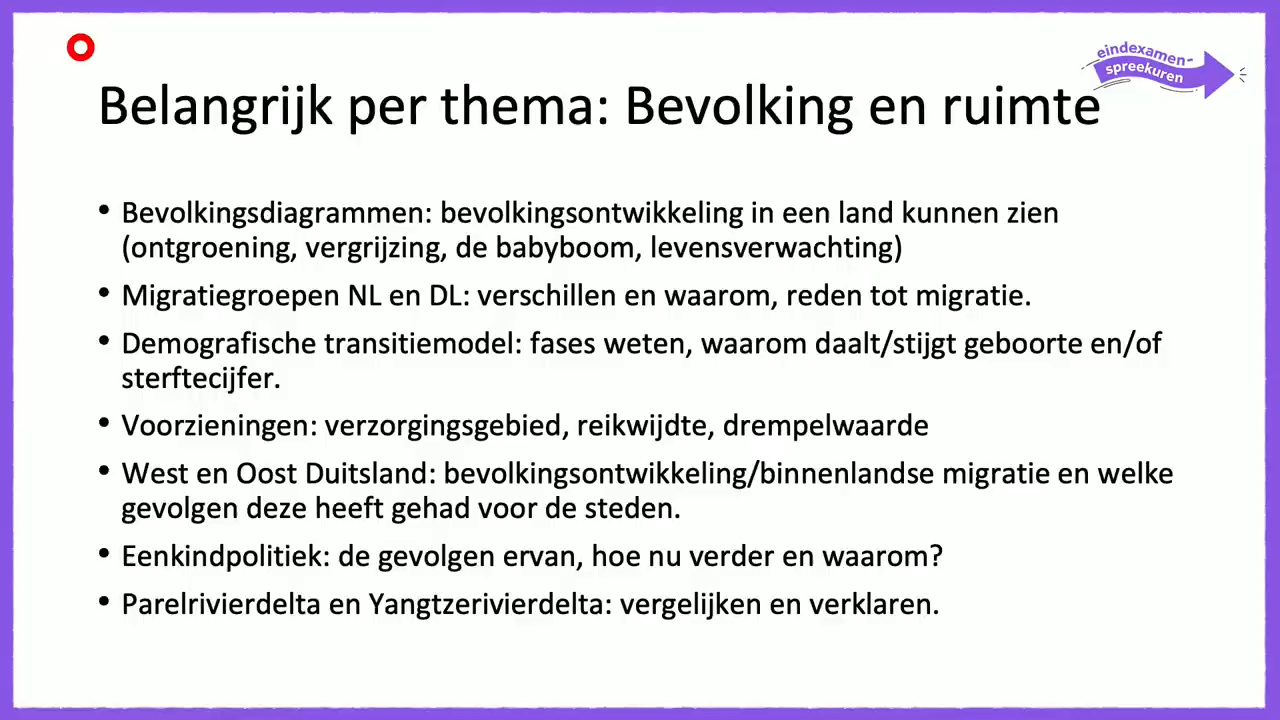 eindexamen-
spreekuren
Belangrijk per thema: Bevolking en ruimte
• Bevolkingsdiagrammen: bevolkingsontwikkeling in een land kunnen zien
(ontgroening, vergrijzing, de babyboom, levensverwachting)
• Migratiegroepen NL en DL: verschillen en waarom, reden tot migratie.
• Demografische transitiemodel: fases weten, waarom daalt/stijgt geboorte en/of
sterftecijfer.
• Voorzieningen: verzorgingsgebied, reikwijdte, drempelwaarde
• West en Oost Duitsland: bevolkingsontwikkeling/binnenlandse migratie en welke
gevolgen deze heeft gehad voor de steden.
• Eenkindpolitiek: de gevolgen ervan, hoe nu verder en waarom?
• Parelrivierdelta en Yangtzerivierdelta: vergelijken en verklaren.